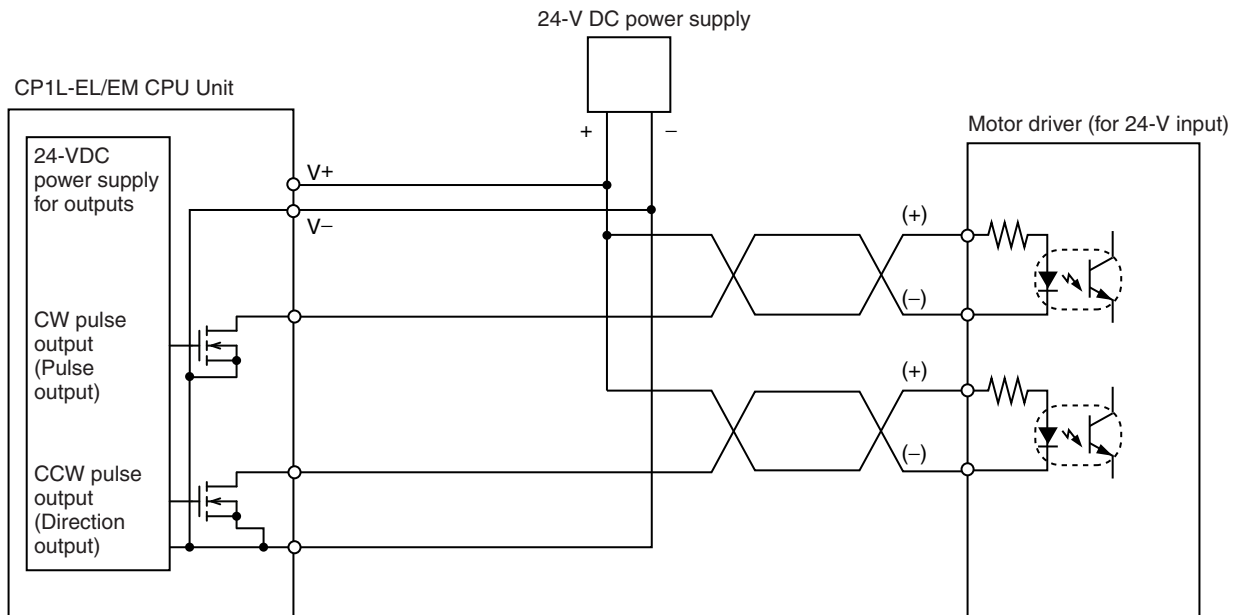 24-V DC power supply
CP1L-EL/EM CPU Unit
+
−
Motor driver (for 24-V input)
24-VDC
power supply
for outputs
V+
V−
(+)
(−)
CW pulse
output
(Pulse
output)
(+)
(−)
CCW pulse
output
(Direction
output)